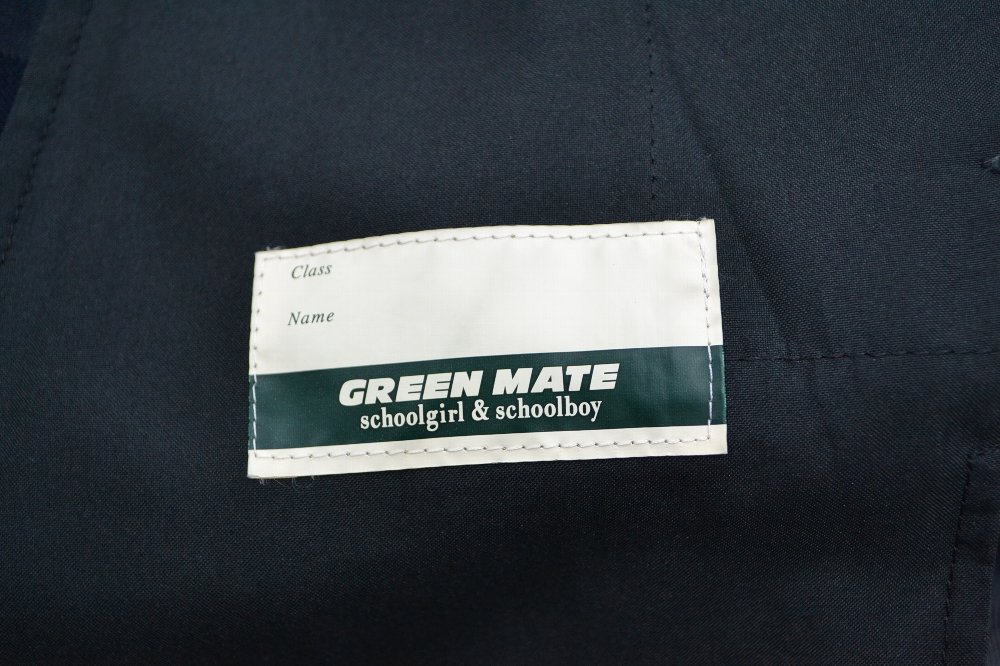 Class
Name
GREEN MATE
schoolgirl & schoolboy